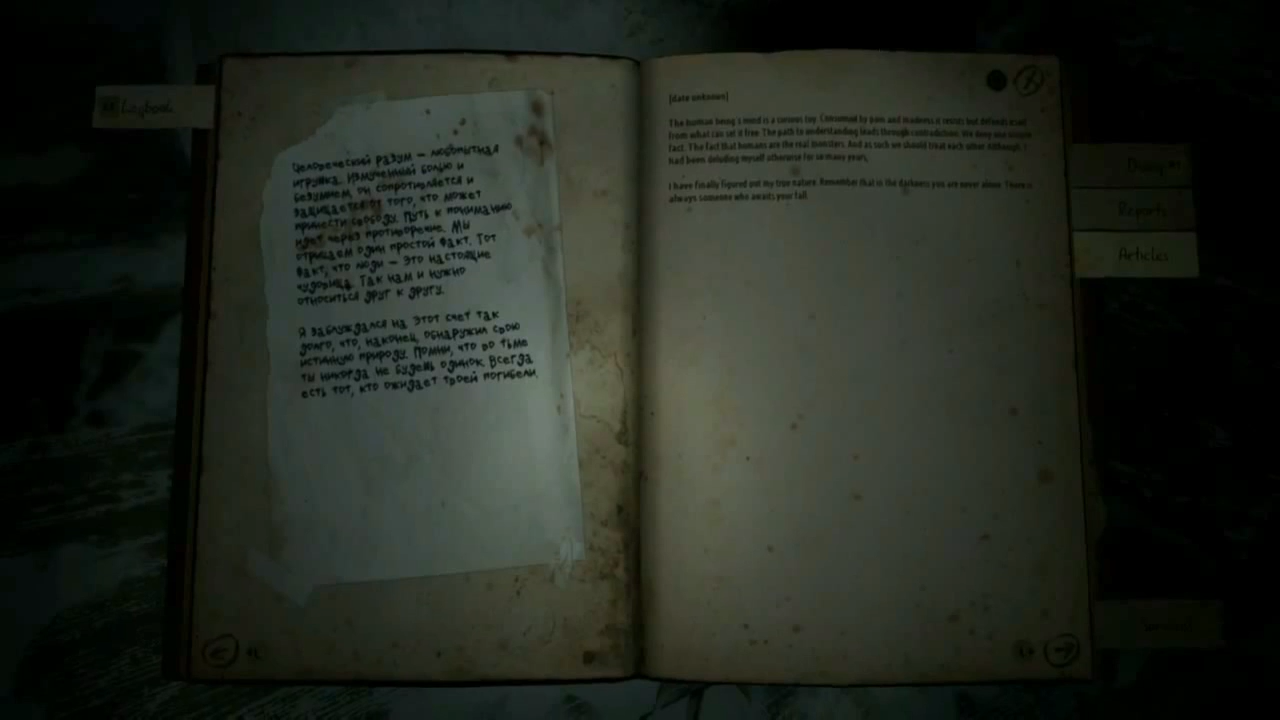 Logbook
Человеческий разум – любопытная
игрушка. Измученный болью и
безумием, он сопротивляется и
защищается от того, что может
принести свободу. Путь к пониманию
идёт через противоречие. Мы
отрицаем один простой факт. Тот
факт, что люди – это настоящие
чудовища. Так нам и нужно
относиться друг к другу.
Я заблуждался на этот счёт так
долго, что, наконец, обнаружил свою
истинную природу. Помни, что во тьме
ты никогда не будешь одинок. Всегда
есть тот, кто ожидает твоей погибели.
[date unknown]
The human being's mind is a curious toy. Consumed by pain and madness it resists but defends itself
from what can set it free. The path to understanding leads through contradiction. We deny one simple
fact. The fact that humans are the real monsters. And as such we should treat each other. Although, I
had been deluding myself otherwise for so many years,
I have finally figured out my true nature. Remember that in the darkness you are never alone. There is
always someone who awaits your fall.
Reports
Articles